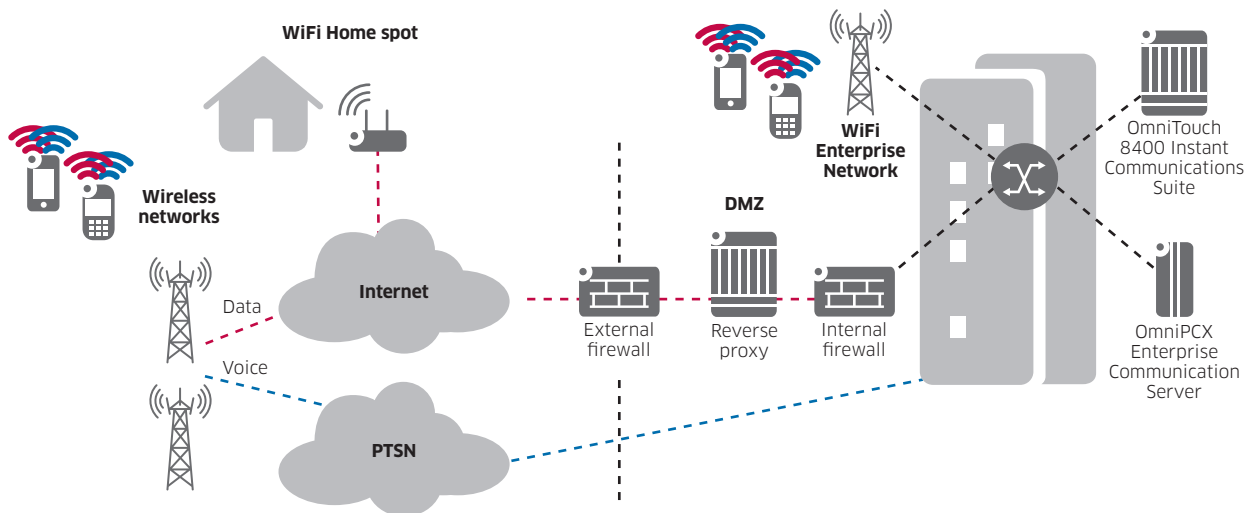 WiFi Home spot
Wireless
networks
Data
Internet
Voice
PTSN
External
firewall
DMZ
Reverse
proxy
Internal
firewall
WiFi
Enterprise
Network
OmniTouch
8400 Instant
Communications
Suite
OmniPCX
Enterprise
Communication
Server